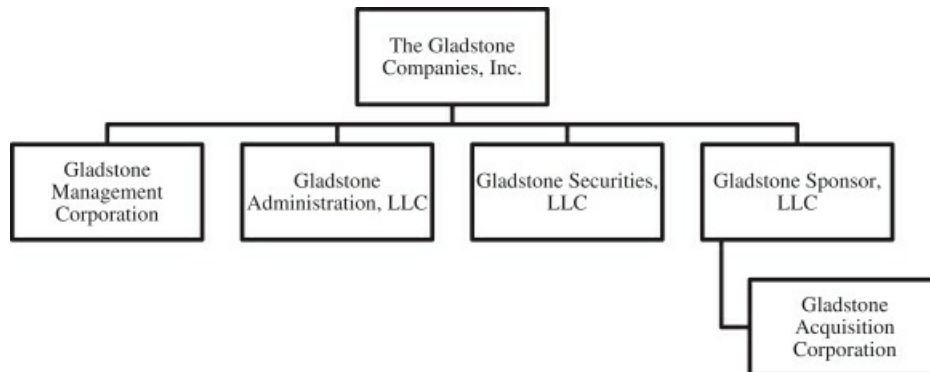 The Gladstone
Companies, Inc.
Gladstone
Management
Corporation
Gladstone
Administration, LLC
Gladstone Securities,
LLC
Gladstone Sponsor,
LLC
Gladstone
Acquisition
Corporation